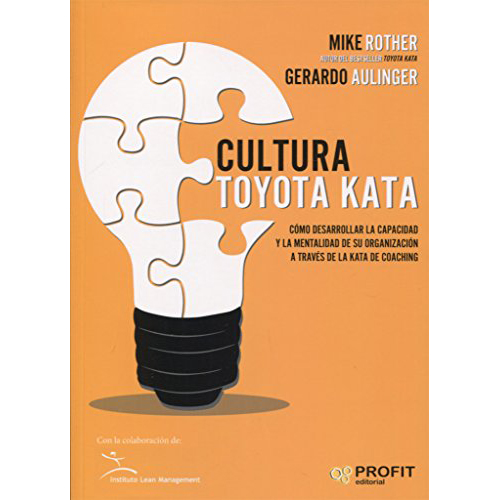 MIKE ROTHER
AUTOR DEL BESTSELLER TOYOTA KATA
GERARDO AULINGER
CULTURA
TOYOTA KATA
CÓMO DESARROLLAR LA CAPACIDAD
Y LA MENTALIDAD DE SU ORGANIZACIÓN
A TRAVÉS DE LA KATA DE COACHING
Con la colaboración de:
Institute Lean Management
PROFIT
editorial